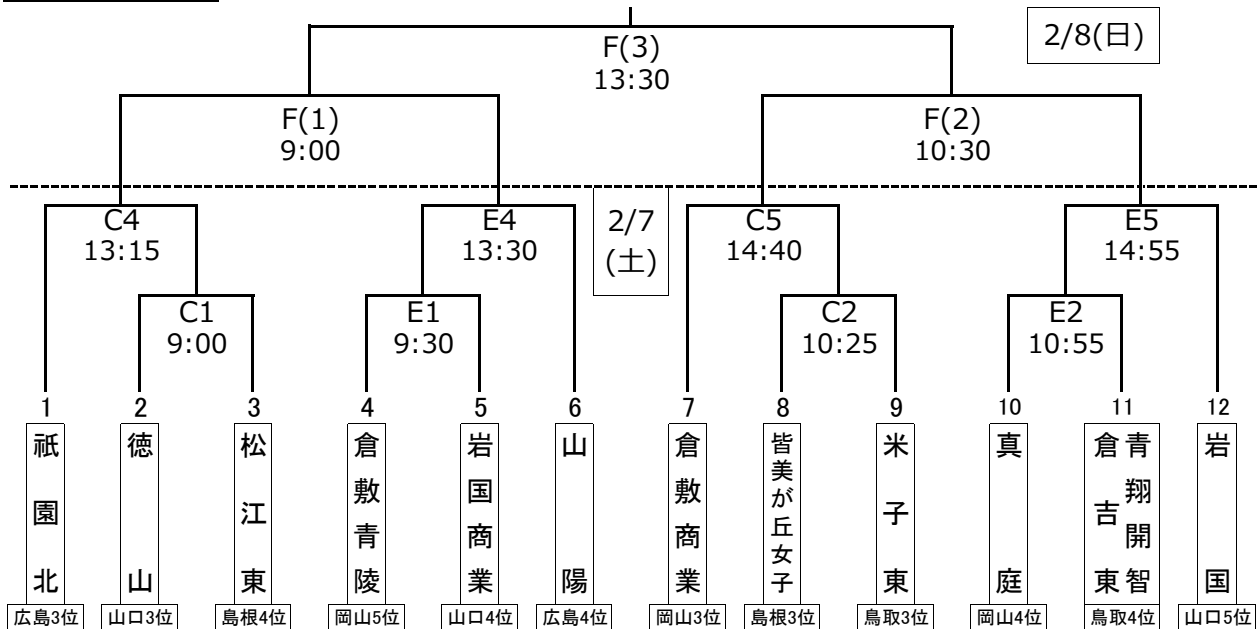 F(3)
13:30
2/8(日)
F(1)
9:00
F(2)
10:30
C4
13:15
E4
13:30
2/7
(土)
C5
14:40
E5
14:55
C1
9:00
E1
9:30
C2
10:25
E2
10:55
1
2
3
4
5
6
7
8
9
10
11
12
祇園北
徳山
松江東
倉敷青陵
岩国商業
山陽
倉敷商業
皆美が丘女子
米子東
真庭
青翔開智
倉吉東
岩国
広島3位
山口3位
島根4位
岡山5位
山口4位
広島4位
岡山3位
島根3位
鳥取3位
岡山4位
鳥取4位
山口5位